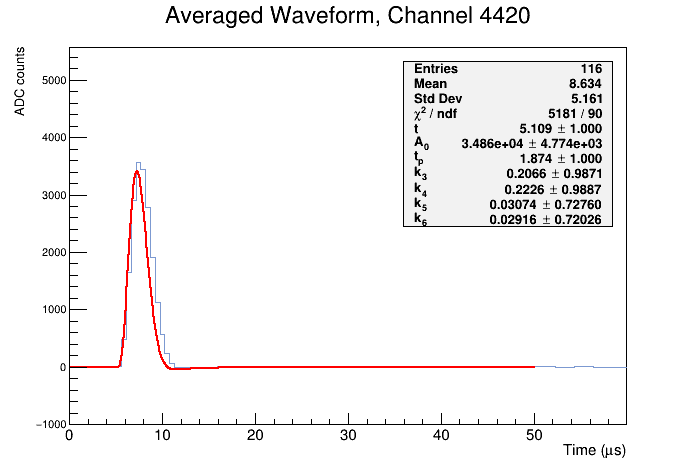 Averaged Waveform, Channel 4420
ADC counts
Entries 116
Mean 8.634
Std Dev 5.161
χ² / ndf 5181 / 90
t 5.109 ± 1.000
A₀ 3.486e+04 ± 4.774e+03
tₚ 1.874 ± 1.000
k₃ 0.2066 ± 0.9871
k₄ 0.2226 ± 0.9887
k₅ 0.03074 ± 0.72760
k₆ 0.02916 ± 0.72026
5000
4000
3000
2000
1000
0
−1000
0 10 20 30 40 50
Time (μs)